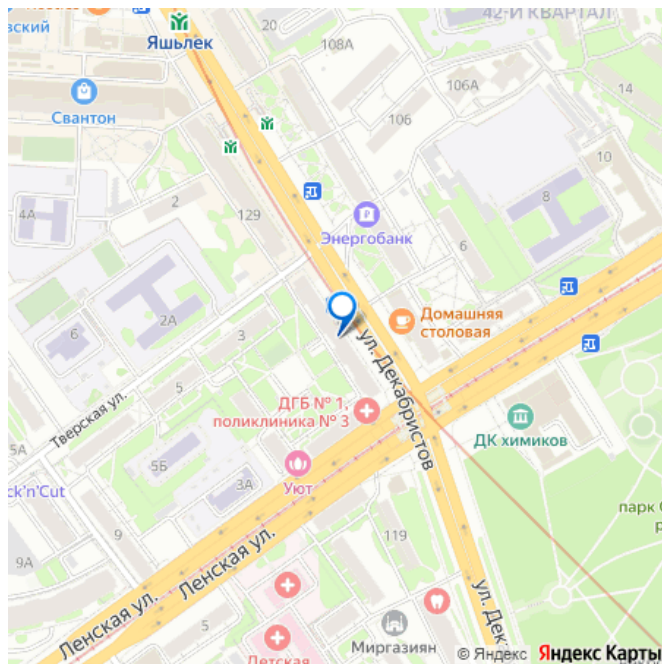 42-Й КВАРТАЛ
20
Яшьлек
108А
106А
14
Свантон
106
10
2
8
4А
129
Энергобанк
6
6
2А
3
Домашняя
столовая
ул. Декабристов
5
ДГБ № 1,
поликлиника № 3
Тверская ул.
5А
5Б
ДК химиков
3А
Уют
ck'n'Cut
9
парк
9А
119
Ленская ул.
Ленская ул.
5
Миргазиян
Детская
ул. Дек
© Яндекс Яндекс Карты